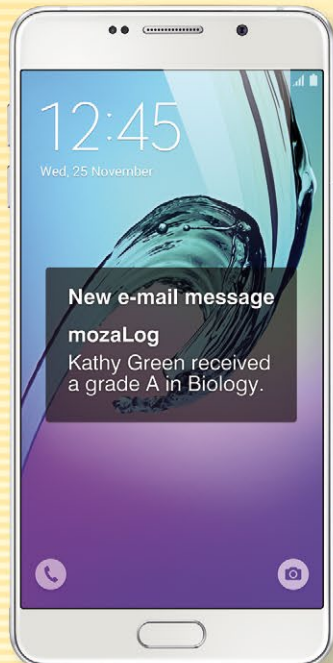 12:45
Wed, 25 November
New e-mail message
mozaLog
Kathy Green received
a grade A in Biology.